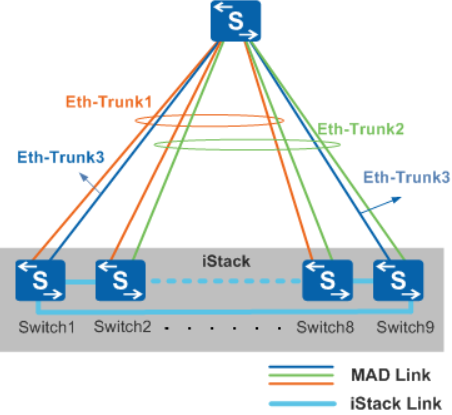 S
Eth-Trunk1
Eth-Trunk2
Eth-Trunk3
Eth-Trunk3
iStack
S S S S
Switch1 Switch2 · · · · · · · · Switch8 Switch9
MAD Link
iStack Link